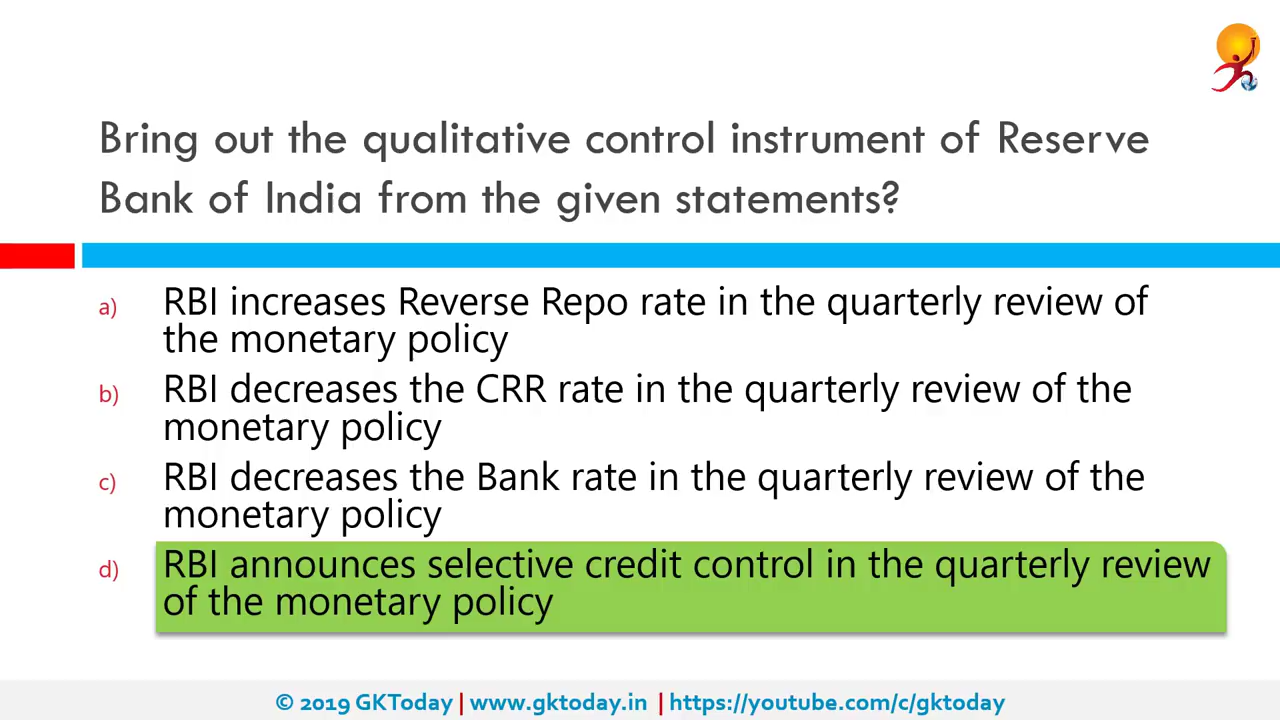 Bring out the qualitative control instrument of Reserve
Bank of India from the given statements?
a) RBI increases Reverse Repo rate in the quarterly review of
the monetary policy
b) RBI decreases the CRR rate in the quarterly review of the
monetary policy
c) RBI decreases the Bank rate in the quarterly review of the
monetary policy
d) RBI announces selective credit control in the quarterly review
of the monetary policy
© 2019 GKToday | www.gktoday.in | https://youtube.com/c/gktoday